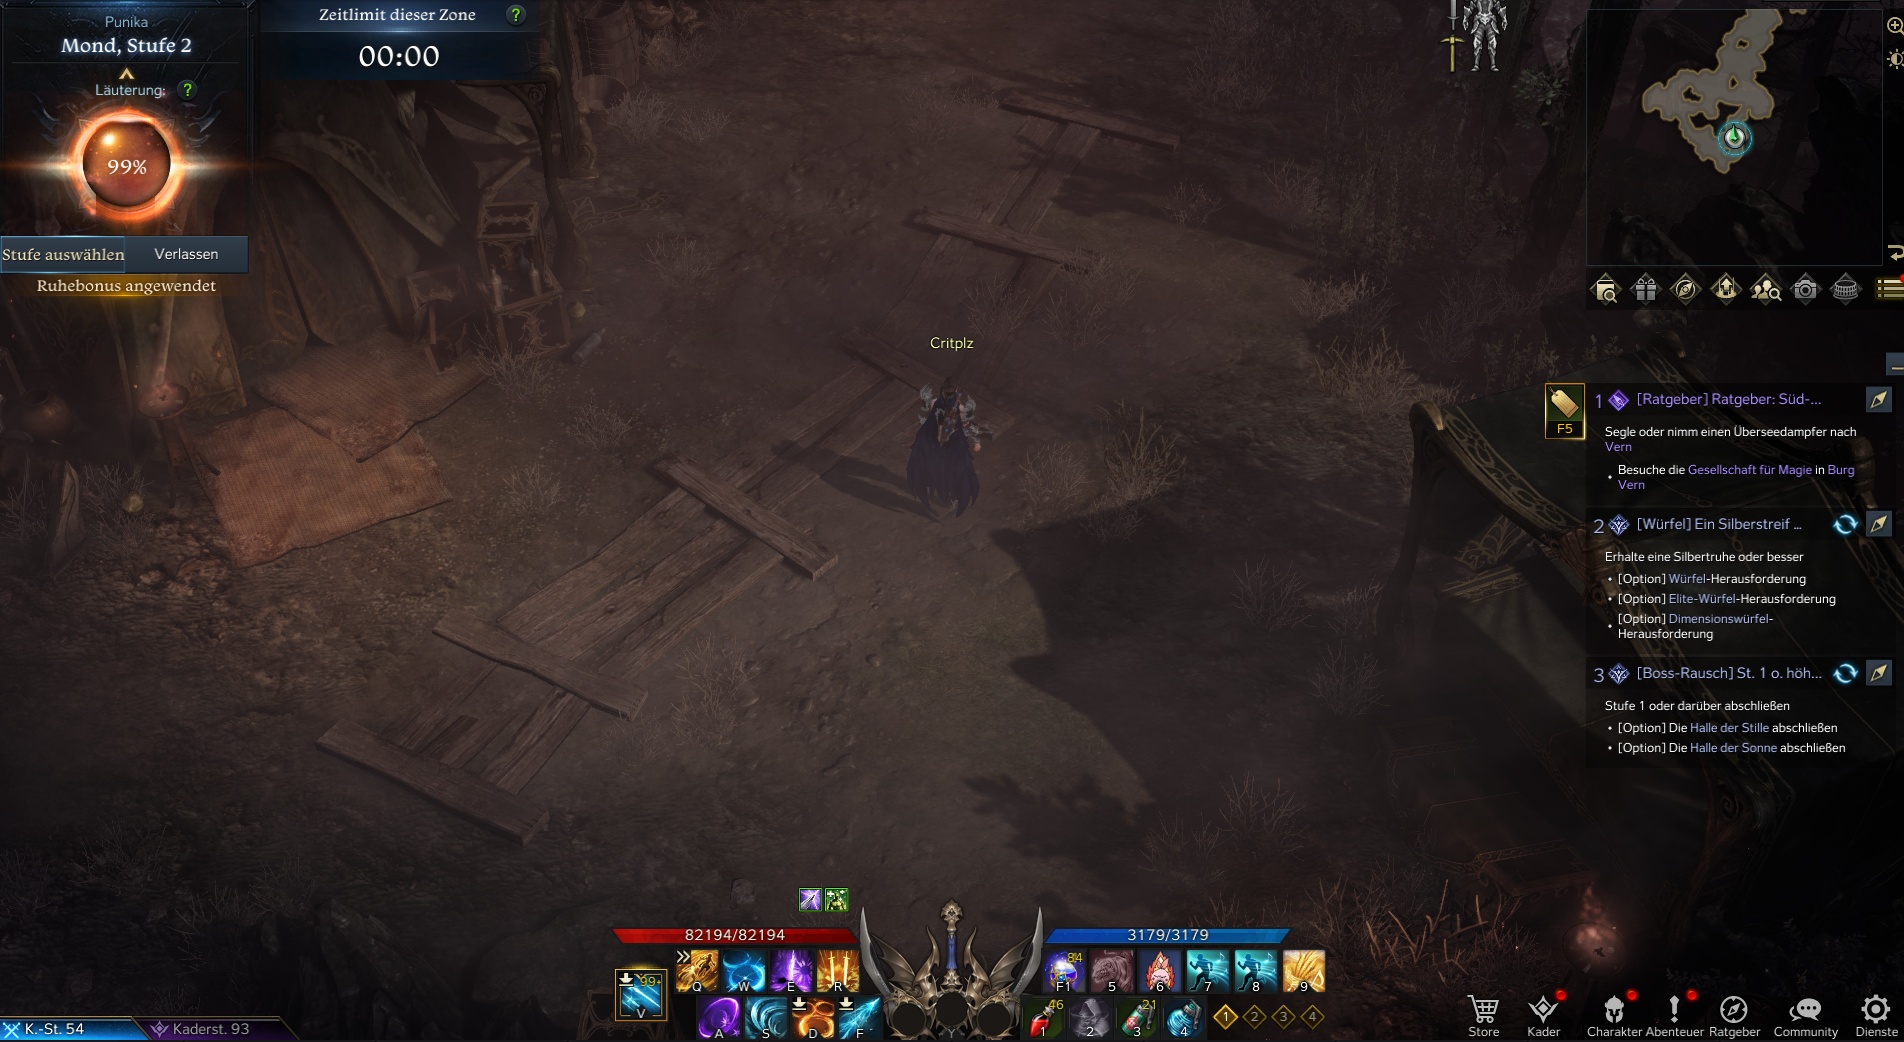 Punika
Mond, Stufe 2
Läuterung: ?
99%
Stufe auswählen
Verlassen
Ruhebonus angewendet
Zeitlimit dieser Zone ?
00:00
Critplz
F5
1 [Ratgeber] Ratgeber: Süd-...
Segle oder nimm einen Überseedampfer nach
Vern
• Besuche die Gesellschaft für Magie in Burg
Vern
2 [Würfel] Ein Silberstreif ...
Erhalte eine Silbertruhe oder besser
• [Option] Würfel-Herausforderung
• [Option] Elite-Würfel-Herausforderung
• [Option] Dimensionswürfel-
Herausforderung
3 [Boss-Rausch] St. 1 o. höh...
Stufe 1 oder darüber abschließen
• [Option] Die Halle der Stille abschließen
• [Option] Die Halle der Sonne abschließen
82194/82194
3179/3179
99+
V
Q W E R
A S D F
Y
84
F1 5 6 7 8 F9
46 21
1 2 3 4
1 2 3 4
K.-St. 54
Kaderst. 93
Store
Kader
Charakter
Abenteuer
Ratgeber
Community
Dienste